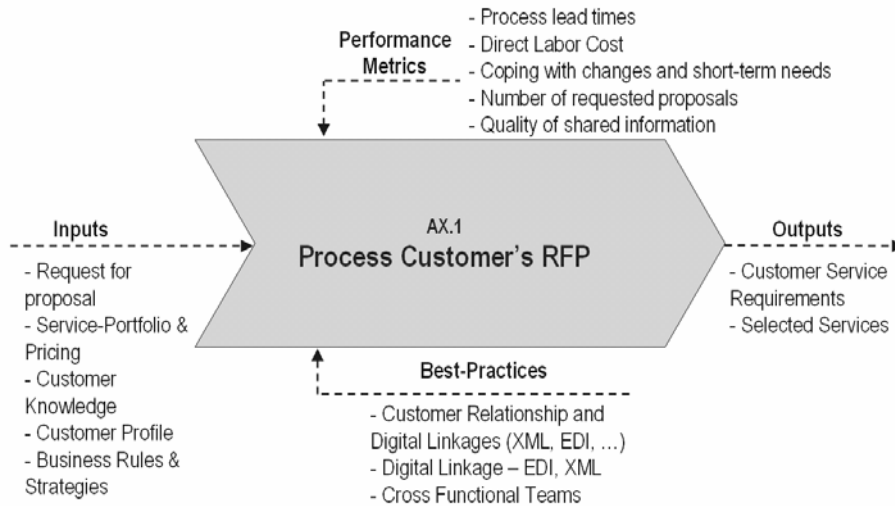 Performance
Metrics
- Process lead times
- Direct Labor Cost
- Coping with changes and short-term needs
- Number of requested proposals
- Quality of shared information
Inputs
- Request for
proposal
- Service-Portfolio &
Pricing
- Customer
Knowledge
- Customer Profile
- Business Rules &
Strategies
AX.1
Process Customer's RFP
Outputs
- Customer Service
Requirements
- Selected Services
Best-Practices
- Customer Relationship and
Digital Linkages (XML, EDI, …)
- Digital Linkage – EDI, XML
- Cross Functional Teams